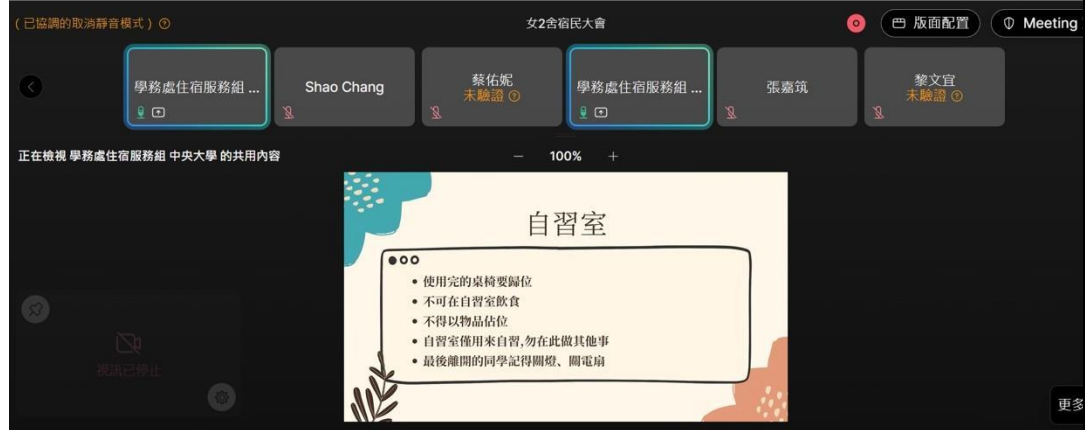 (已協調的取消靜音模式)
女2舍宿民大會
版面配置
Meeting
學務處住宿服務組 ...
Shao Chang
蔡佑妮
未驗證
學務處住宿服務組 ...
張嘉筑
黎文宜
未驗證
正在檢視 學務處住宿服務組 中央大學 的共用內容
100%
自習室
使用完的桌椅要歸位
不可在自習室飲食
不得以物品佔位
自習室僅用來自習,勿在此做其他事
最後離開的同學記得關燈、關電扇
視訊已停止
更多